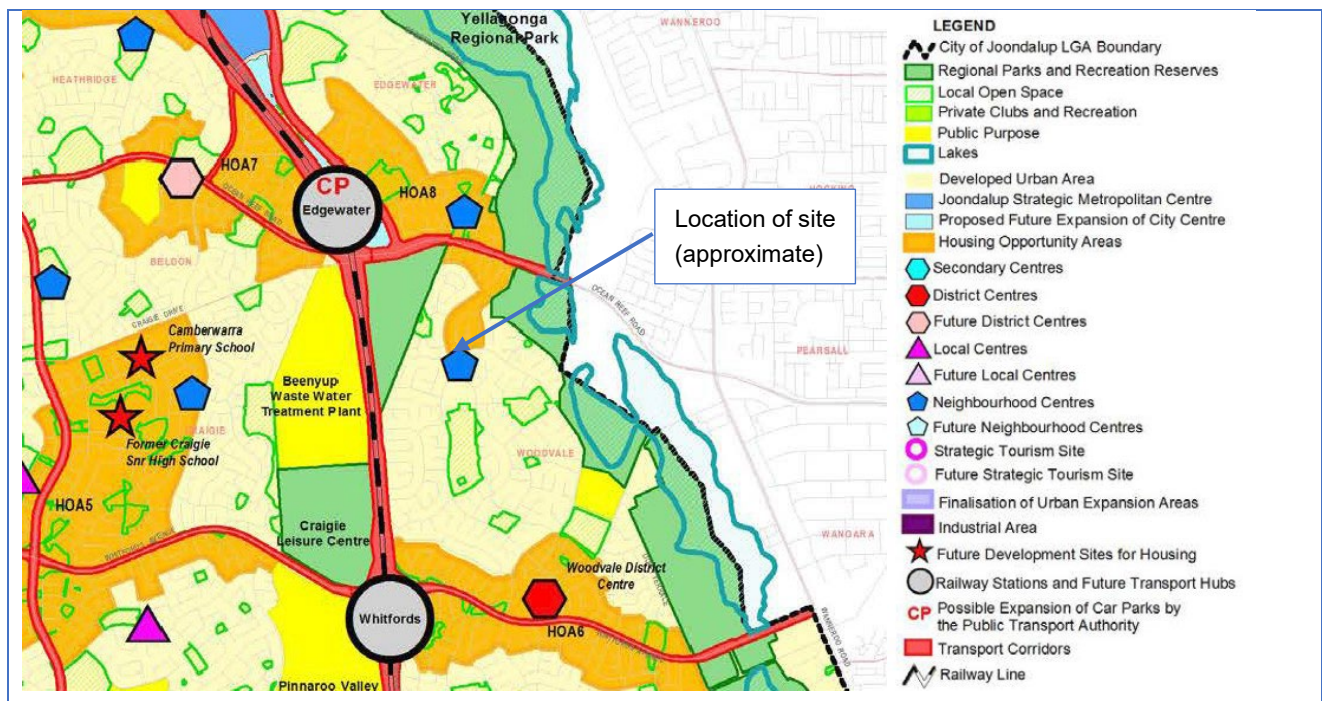 Yellagonga
Regional Park
WANNEROO
HEATHRIDGE
EDGEWATER
HOA7
OCEAN REEF ROAD
CP
Edgewater
HOA8
HOCKING
Location of site
(approximate)
BELDON
OCEAN REEF ROAD
CRAIGIE DRIVE
Camberwarra
Primary School
PEARSALL
Beenyup
Waste Water
Treatment Plant
CRAIGIE
Former Craigie
Snr High School
WOODVALE
HOA5
Craigie
Leisure Centre
WANGARA
Woodvale District
Centre
Whitfords
HOA6
WANNEROO ROAD
Pinnaroo Valley
LEGEND
City of Joondalup LGA Boundary
Regional Parks and Recreation Reserves
Local Open Space
Private Clubs and Recreation
Public Purpose
Lakes
Developed Urban Area
Joondalup Strategic Metropolitan Centre
Proposed Future Expansion of City Centre
Housing Opportunity Areas
Secondary Centres
District Centres
Future District Centres
Local Centres
Future Local Centres
Neighbourhood Centres
Future Neighbourhood Centres
Strategic Tourism Site
Future Strategic Tourism Site
Finalisation of Urban Expansion Areas
Industrial Area
Future Development Sites for Housing
Railway Stations and Future Transport Hubs
CP Possible Expansion of Car Parks by
the Public Transport Authority
Transport Corridors
Railway Line